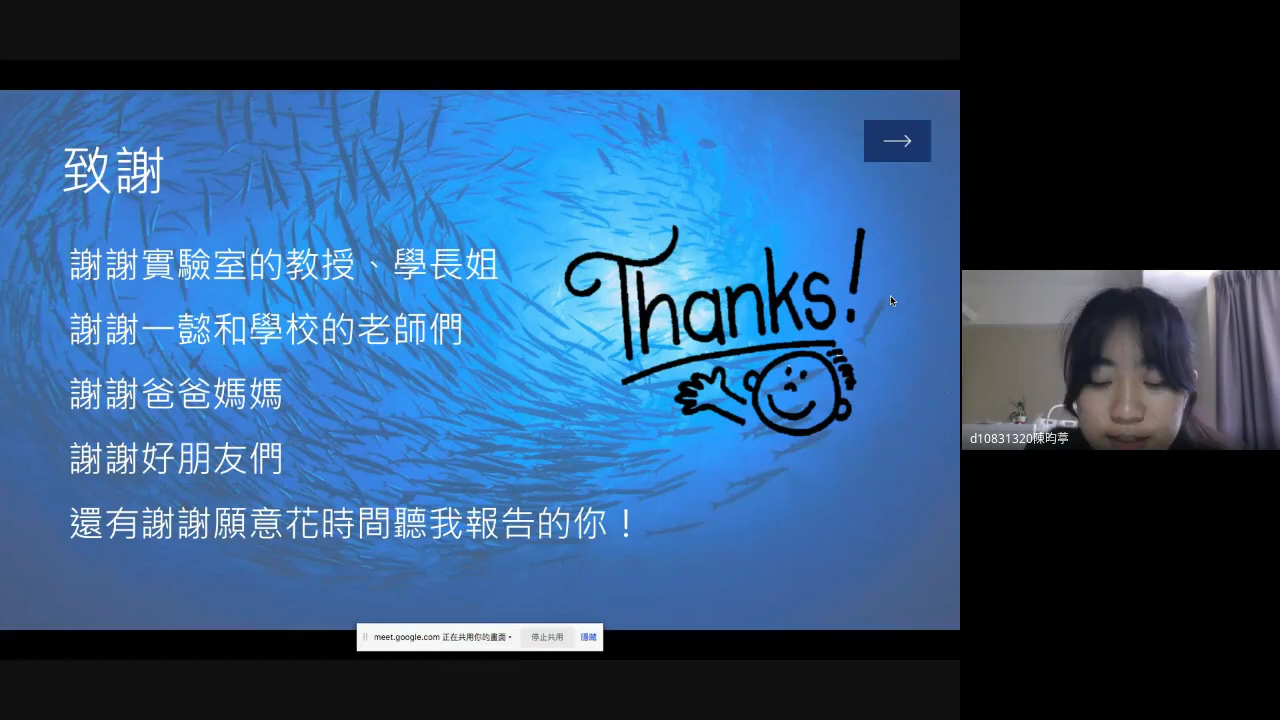 致謝
謝謝實驗室的教授、學長姐
謝謝一懿和學校的老師們
謝謝爸爸媽媽
謝謝好朋友們
還有謝謝願意花時間聽我報告的你！
Thanks!
d10831320陳昀葶
meet.google.com 正在共用你的畫面。
停止共用
隱藏